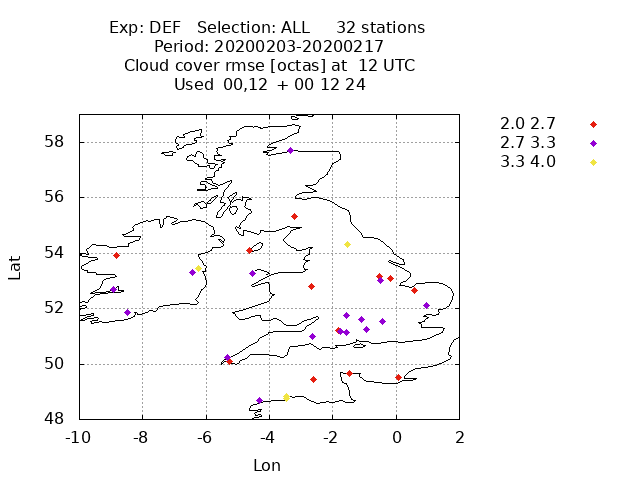 Exp: DEF   Selection: ALL     32 stations
Period: 20200203-20200217
Cloud cover rmse [octas] at  12 UTC
Used  00,12  + 00 12 24
2.0 2.7
2.7 3.3
3.3 4.0
58
56
54
52
50
48
Lat
-10 -8 -6 -4 -2 0 2
Lon